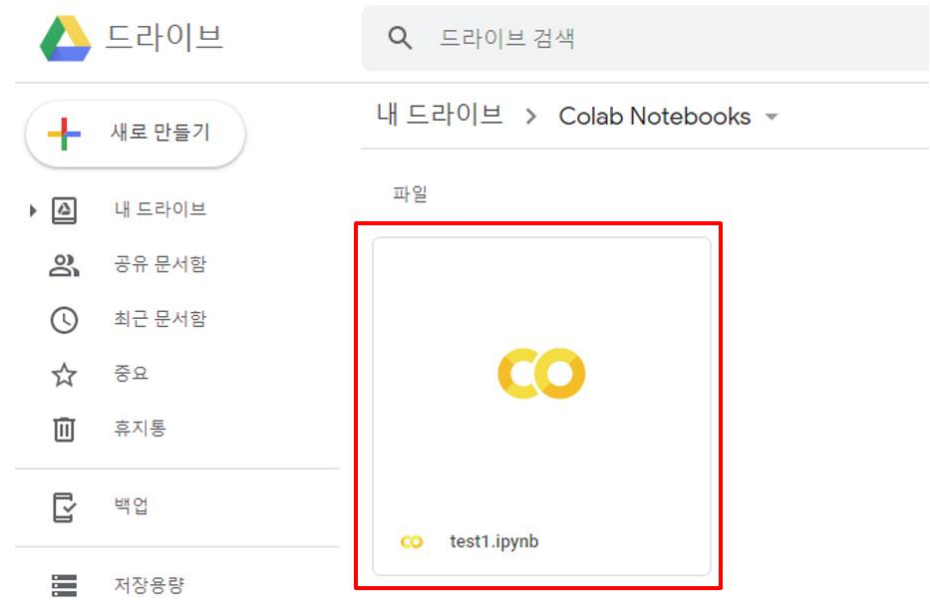 드라이브
드라이브 검색
새로 만들기
내 드라이브
공유 문서함
최근 문서함
중요
휴지통
백업
저장용량
내 드라이브 > Colab Notebooks
파일
test1.ipynb